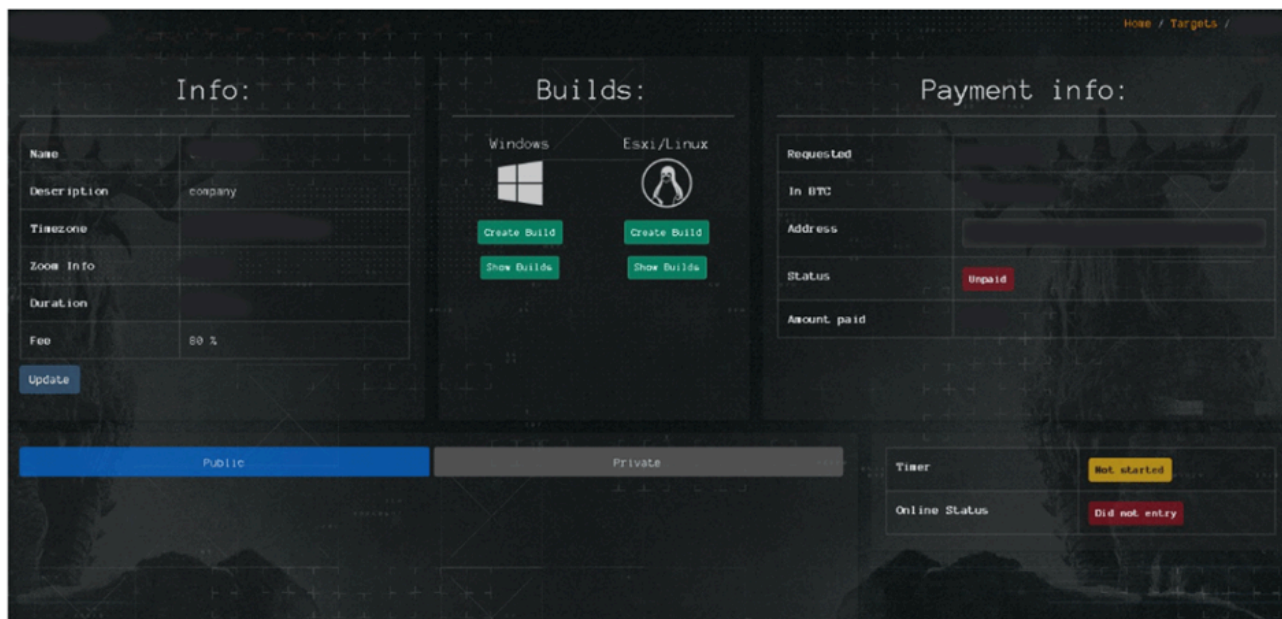 Home / Targets /
Info:
Name
Description company
Timezone
Zoom Info
Duration
Fee 80 %
Update
Builds:
Windows Esxi/Linux
Create Build Create Build
Show Builds Show Builds
Payment info:
Requested
In BTC
Address
Status Unpaid
Amount paid
Public Private
Timer Not started
Online Status Did not entry